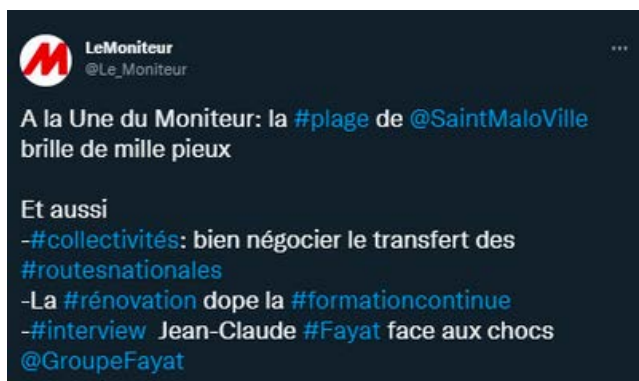 LeMoniteur
@Le_Moniteur
A la Une du Moniteur: la #plage de @SaintMaloVille
brille de mille pieux
Et aussi
-#collectivités: bien négocier le transfert des
#routesnationales
-La #rénovation dope la #formationcontinue
-#interview Jean-Claude #Fayat face aux chocs
@GroupeFayat